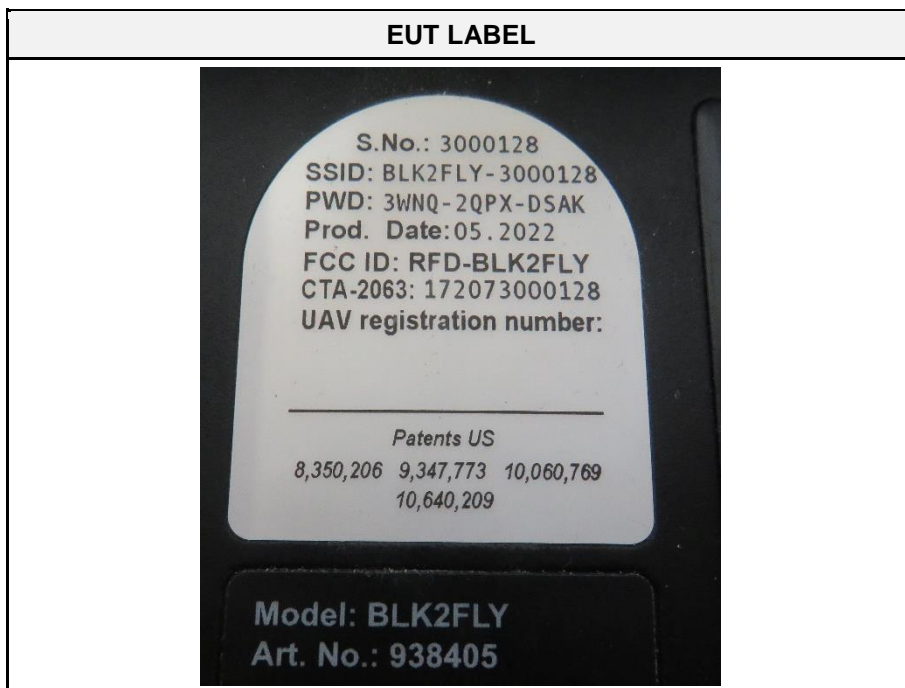 EUT LABEL
S.No.: 3000128
SSID: BLK2FLY-3000128
PWD: 3WNQ-2QPX-DSAK
Prod. Date:05.2022
FCC ID: RFD-BLK2FLY
CTA-2063: 172073000128
UAV registration number:
Patents US
8,350,206 9,347,773 10,060,769
10,640,209
Model: BLK2FLY
Art. No.: 938405